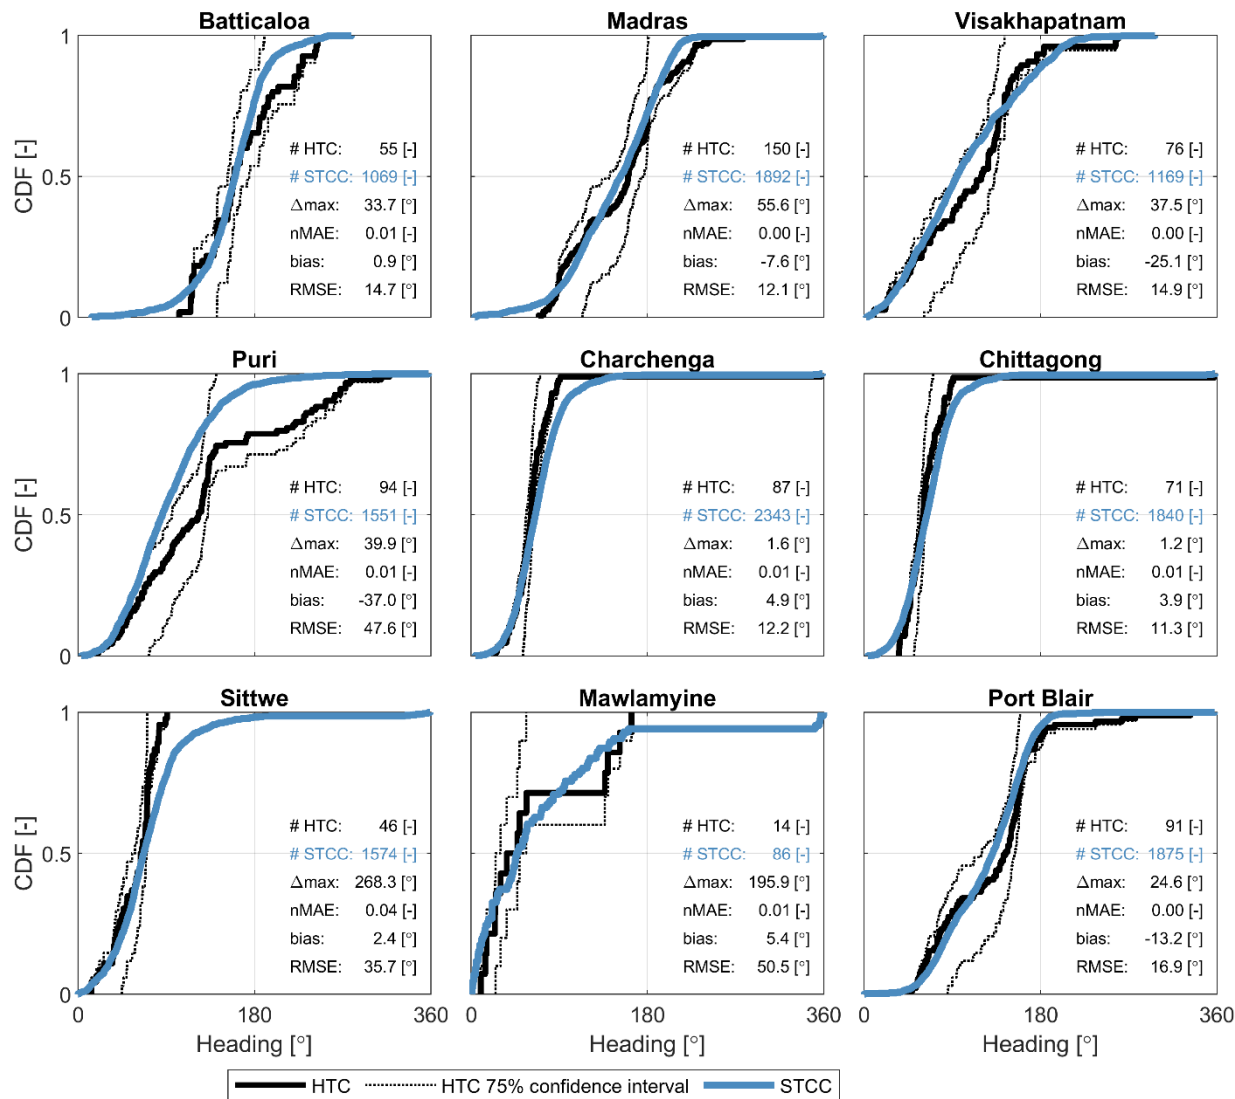 Batticaloa
Madras
Visakhapatnam
1
CDF [-]
0.5
0
# HTC: 55 [-]
# STCC: 1069 [-]
Δmax: 33.7 [°]
nMAE: 0.01 [-]
bias: 0.9 [°]
RMSE: 14.7 [°]
# HTC: 150 [-]
# STCC: 1892 [-]
Δmax: 55.6 [°]
nMAE: 0.00 [-]
bias: -7.6 [°]
RMSE: 12.1 [°]
# HTC: 76 [-]
# STCC: 1169 [-]
Δmax: 37.5 [°]
nMAE: 0.00 [-]
bias: -25.1 [°]
RMSE: 14.9 [°]
Puri
Charchenga
Chittagong
1
CDF [-]
0.5
0
# HTC: 94 [-]
# STCC: 1551 [-]
Δmax: 39.9 [°]
nMAE: 0.01 [-]
bias: -37.0 [°]
RMSE: 47.6 [°]
# HTC: 87 [-]
# STCC: 2343 [-]
Δmax: 1.6 [°]
nMAE: 0.01 [-]
bias: 4.9 [°]
RMSE: 12.2 [°]
# HTC: 71 [-]
# STCC: 1840 [-]
Δmax: 1.2 [°]
nMAE: 0.01 [-]
bias: 3.9 [°]
RMSE: 11.3 [°]
Sittwe
Mawlamyine
Port Blair
1
CDF [-]
0.5
0
# HTC: 46 [-]
# STCC: 1574 [-]
Δmax: 268.3 [°]
nMAE: 0.04 [-]
bias: 2.4 [°]
RMSE: 35.7 [°]
# HTC: 14 [-]
# STCC: 86 [-]
Δmax: 195.9 [°]
nMAE: 0.01 [-]
bias: 5.4 [°]
RMSE: 50.5 [°]
# HTC: 91 [-]
# STCC: 1875 [-]
Δmax: 24.6 [°]
nMAE: 0.00 [-]
bias: -13.2 [°]
RMSE: 16.9 [°]
0 180 360
0 180 360
0 180 360
Heading [°]
Heading [°]
Heading [°]
HTC
HTC 75% confidence interval
STCC